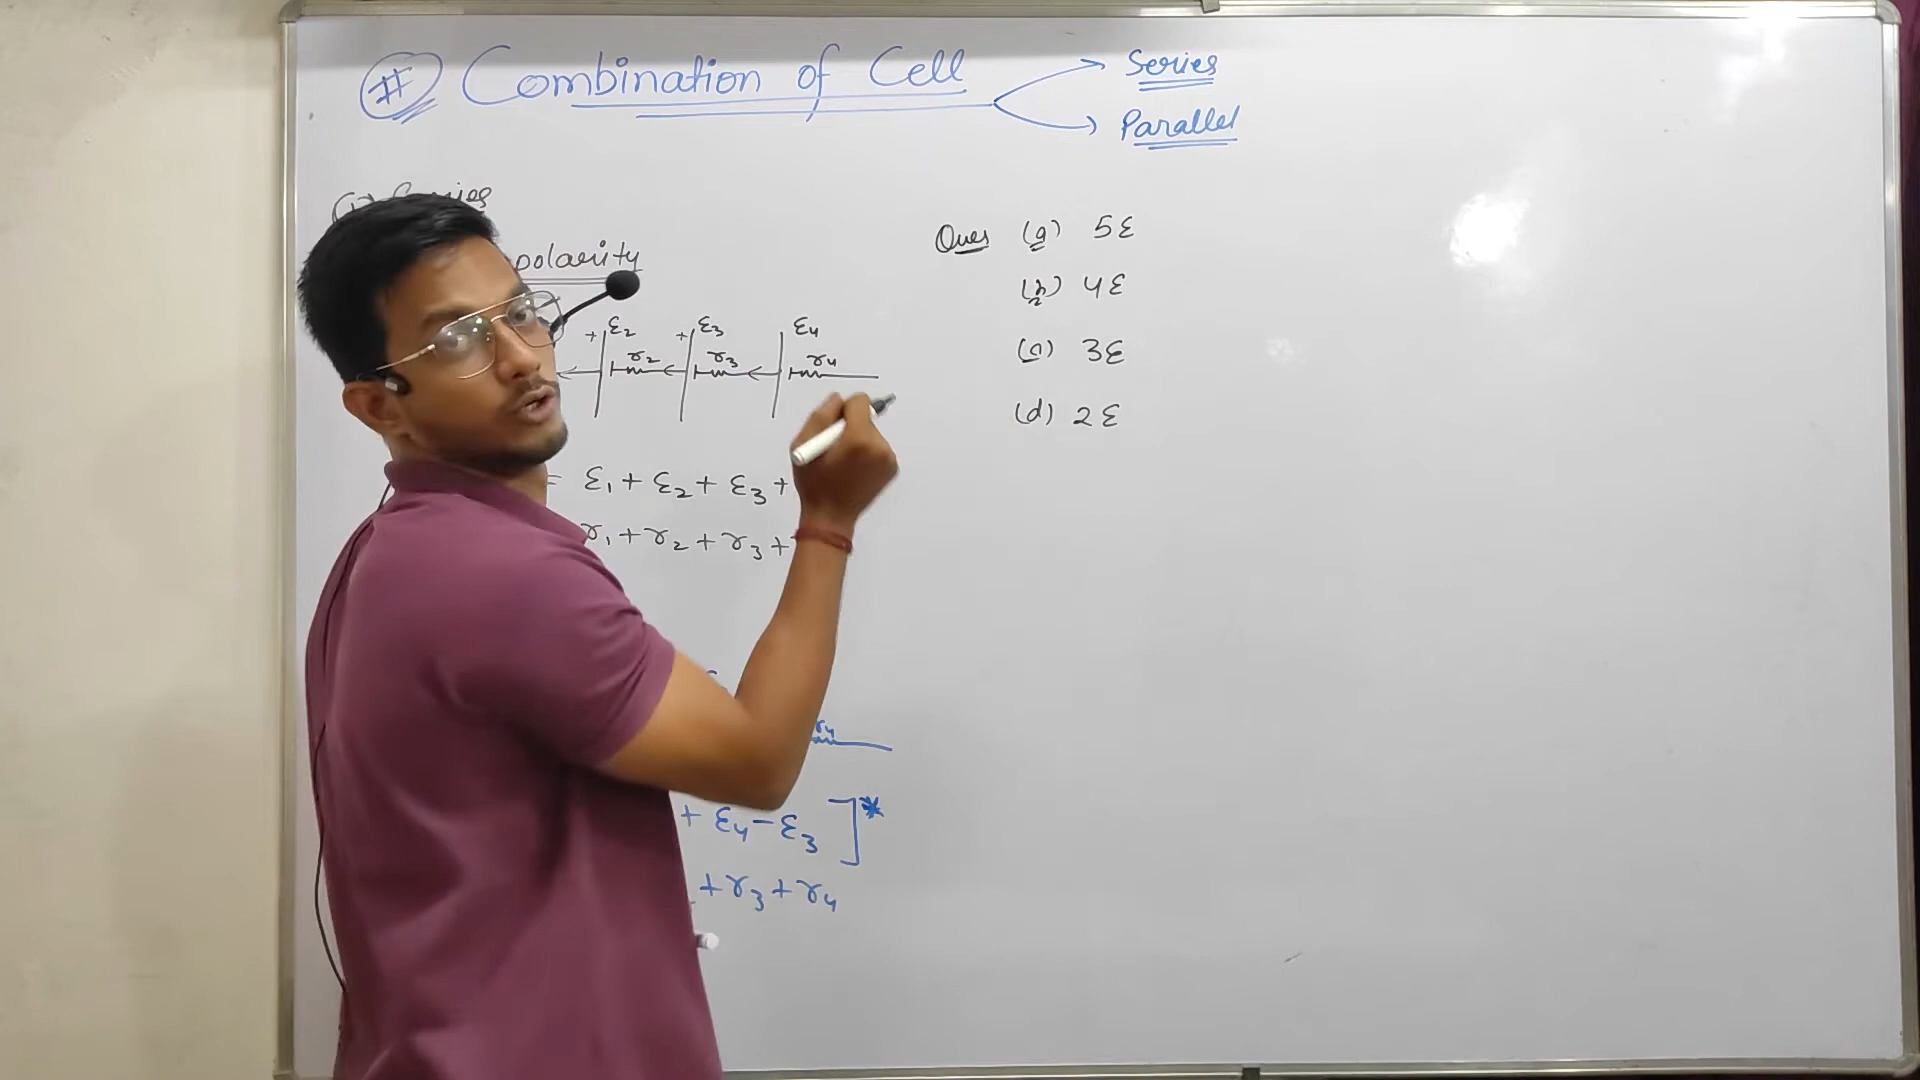 # Combination of Cell
Series
Parallel
polarity
+ ε2 + ε3 ε4
r2 r3 r4
= ε1 + ε2 + ε3 +
r1 + r2 + r3 +
r4
+ ε4 - ε3 ]*
+ r3 + r4
Ques (a) 5ε
4ε
3ε
(d) 2ε